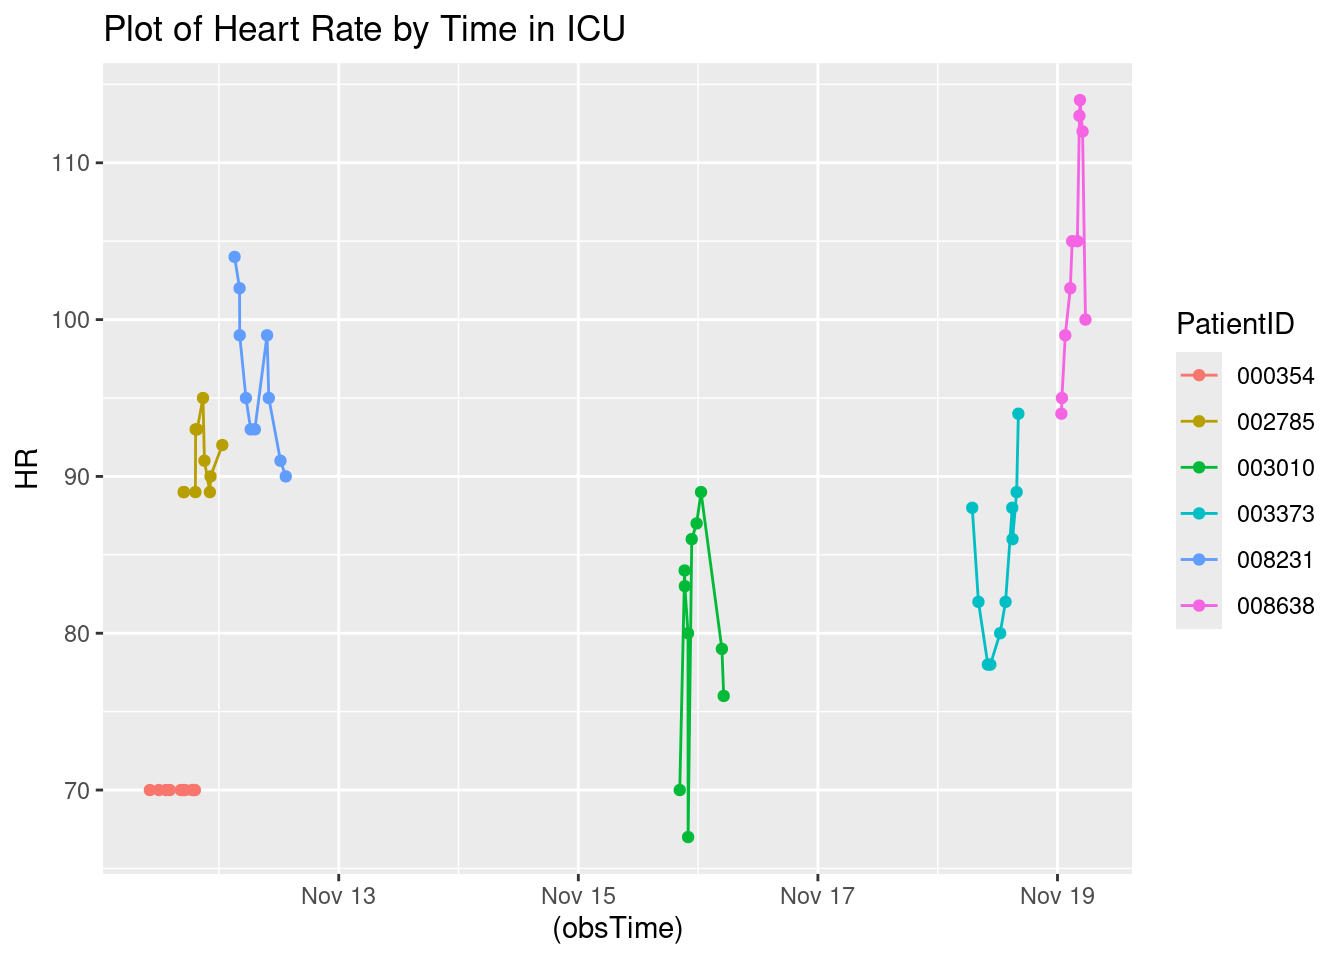 Plot of Heart Rate by Time in ICU
110
100
90
80
70
HR
Nov 13
Nov 15
Nov 17
Nov 19
(obsTime)
PatientID
000354
002785
003010
003373
008231
008638